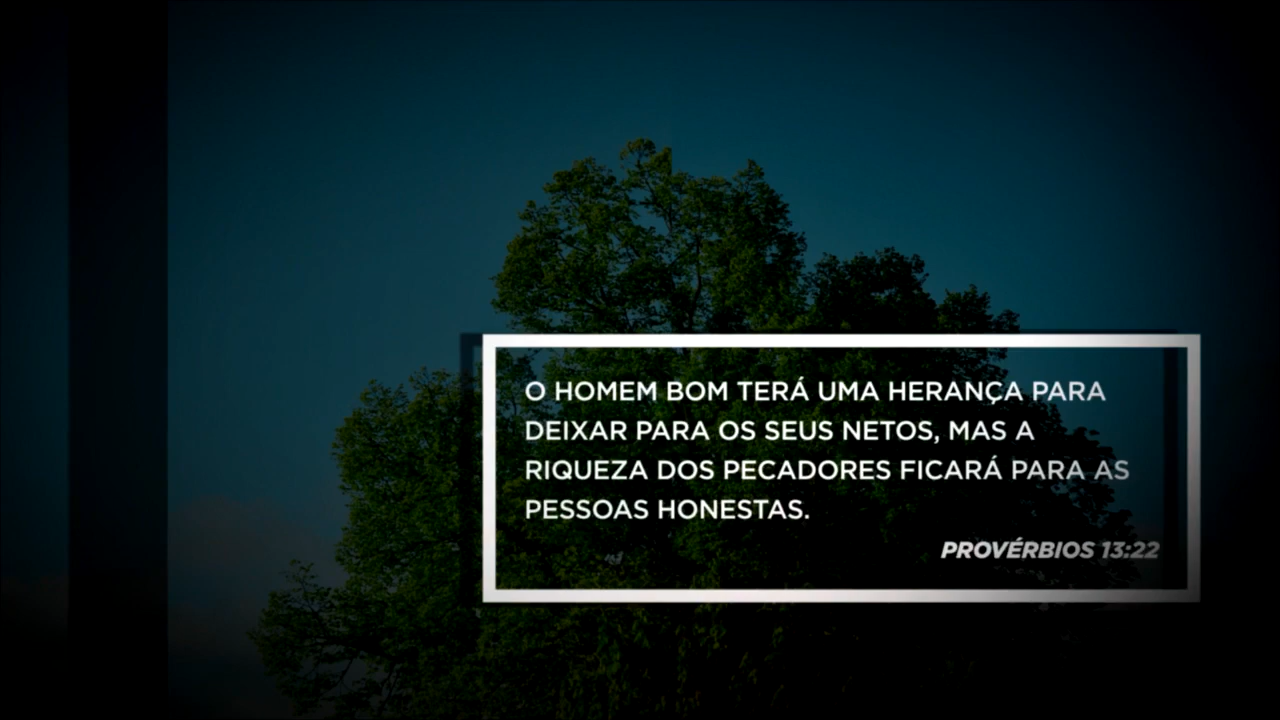 O HOMEM BOM TERÁ UMA HERANÇA PARA
DEIXAR PARA OS SEUS NETOS, MAS A
RIQUEZA DOS PECADORES FICARÁ PARA AS
PESSOAS HONESTAS.
PROVÉRBIOS 13:22